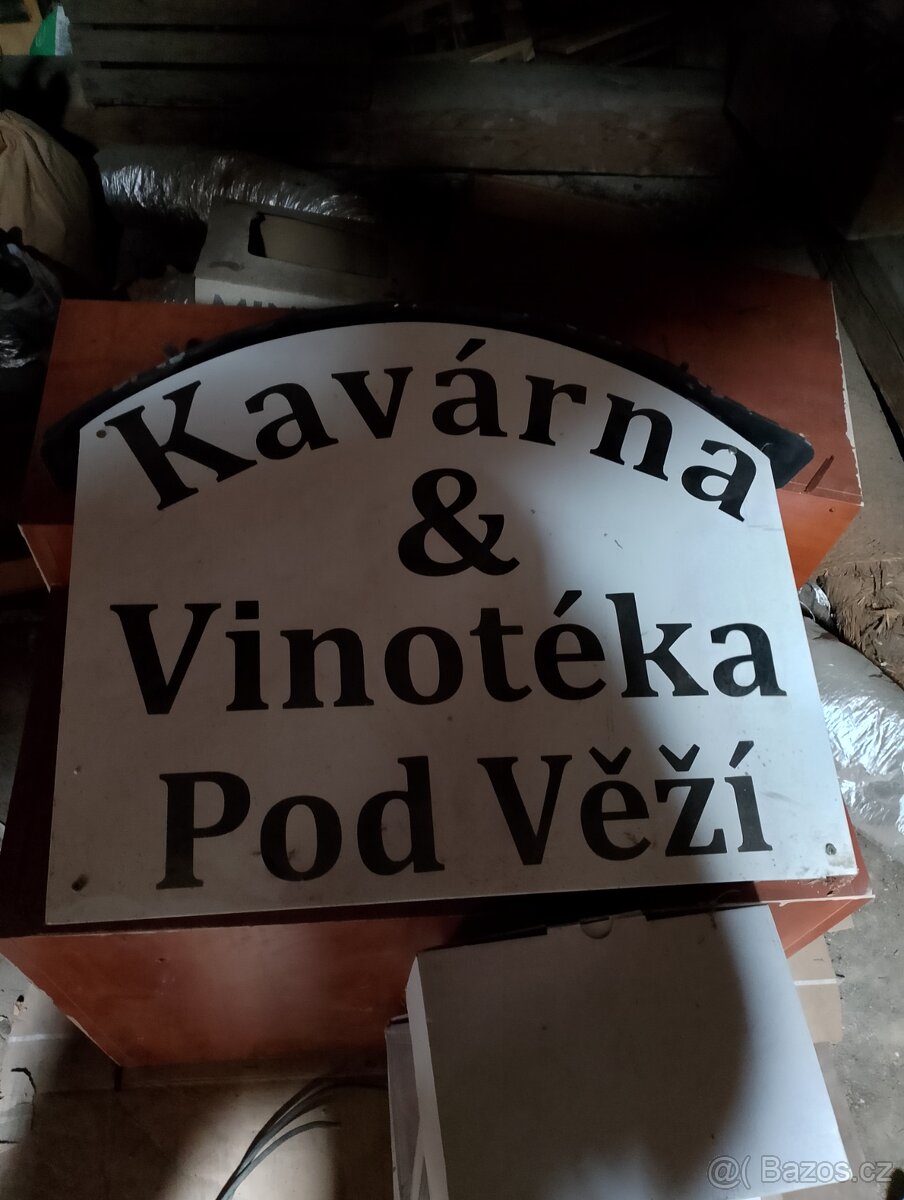 Kavárna
&
Vinotéka
Pod Věží
@( Bazos.cz